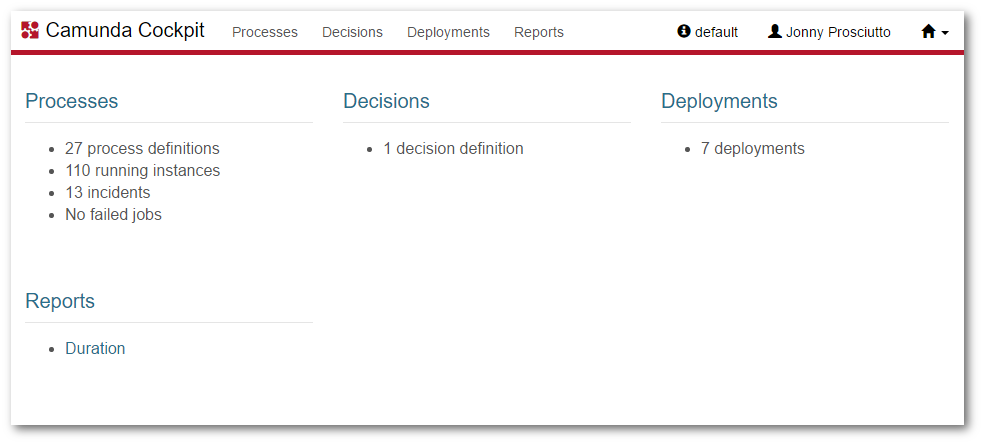 Camunda Cockpit Processes Decisions Deployments Reports default Jonny Prosciutto
Processes
27 process definitions
110 running instances
13 incidents
No failed jobs
Decisions
1 decision definition
Deployments
7 deployments
Reports
Duration